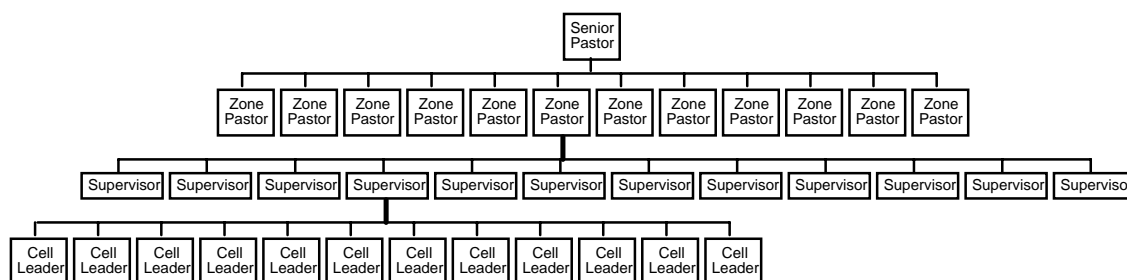 Senior
Pastor
Zone Zone Zone Zone Zone Zone Zone Zone Zone Zone Zone Zone
Pastor Pastor Pastor Pastor Pastor Pastor Pastor Pastor Pastor Pastor Pastor Pastor
Supervisor Supervisor Supervisor Supervisor Supervisor Supervisor Supervisor Supervisor Supervisor Supervisor Supervisor Superviso
Cell Cell Cell Cell Cell Cell Cell Cell Cell Cell Cell Cell
Leader Leader Leader Leader Leader Leader Leader Leader Leader Leader Leader Leader